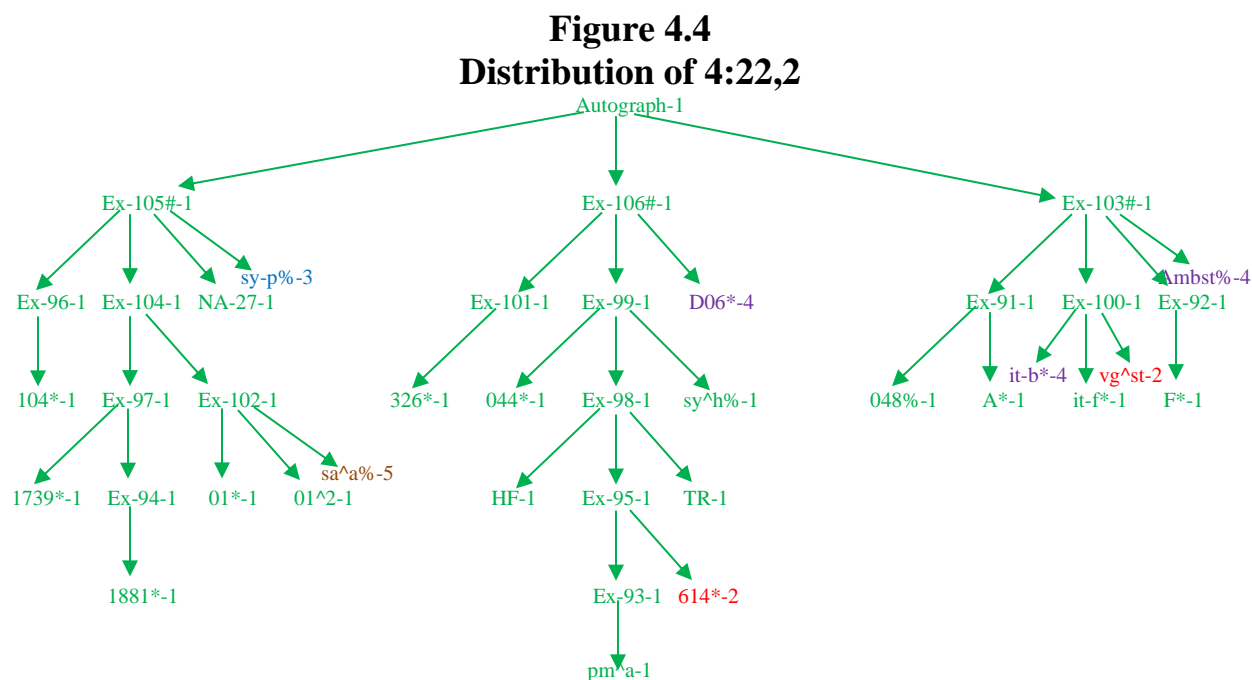 Figure 4.4
Distribution of 4:22,2
Autograph-1
Ex-105#-1 Ex-106#-1 Ex-103#-1
sy-p%-3 Ambst%-4
Ex-96-1 Ex-104-1 NA-27-1 Ex-101-1 Ex-99-1 D06*-4 Ex-91-1 Ex-100-1 Ex-92-1
it-b*-4 vg^st-2
104*-1 Ex-97-1 Ex-102-1 326*-1 044*-1 Ex-98-1 sy^h%-1 048%-1 A*-1 it-f*-1 F*-1
sa^a%-5
1739*-1 Ex-94-1 01*-1 01^2-1 HF-1 Ex-95-1 TR-1
1881*-1 Ex-93-1 614*-2
pm^a-1